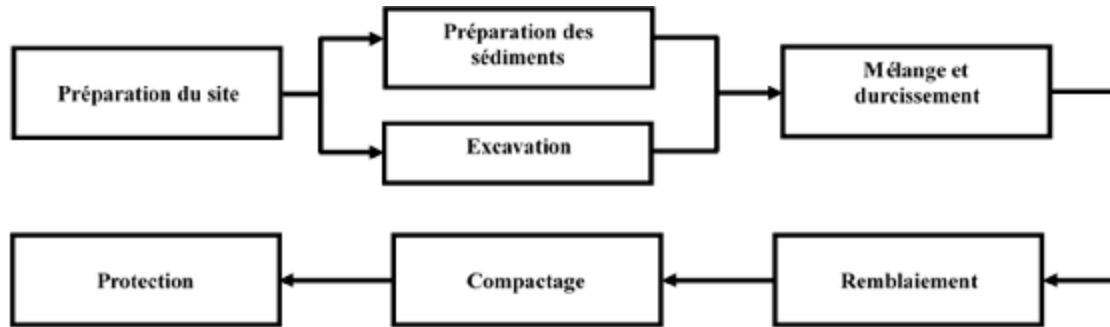 Préparation du site
Préparation des
sédiments
Excavation
Mélange et
durcissement
Remblaiement
Compactage
Protection